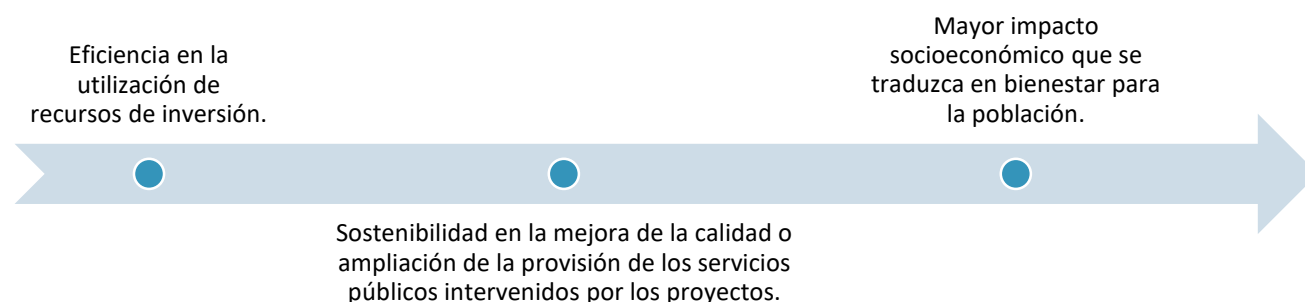 Eficiencia en la
utilización de
recursos de inversión.
Sostenibilidad en la mejora de la calidad o
ampliación de la provisión de los servicios
públicos intervenidos por los proyectos.
Mayor impacto
socioeconómico que se
traduzca en bienestar para
la población.